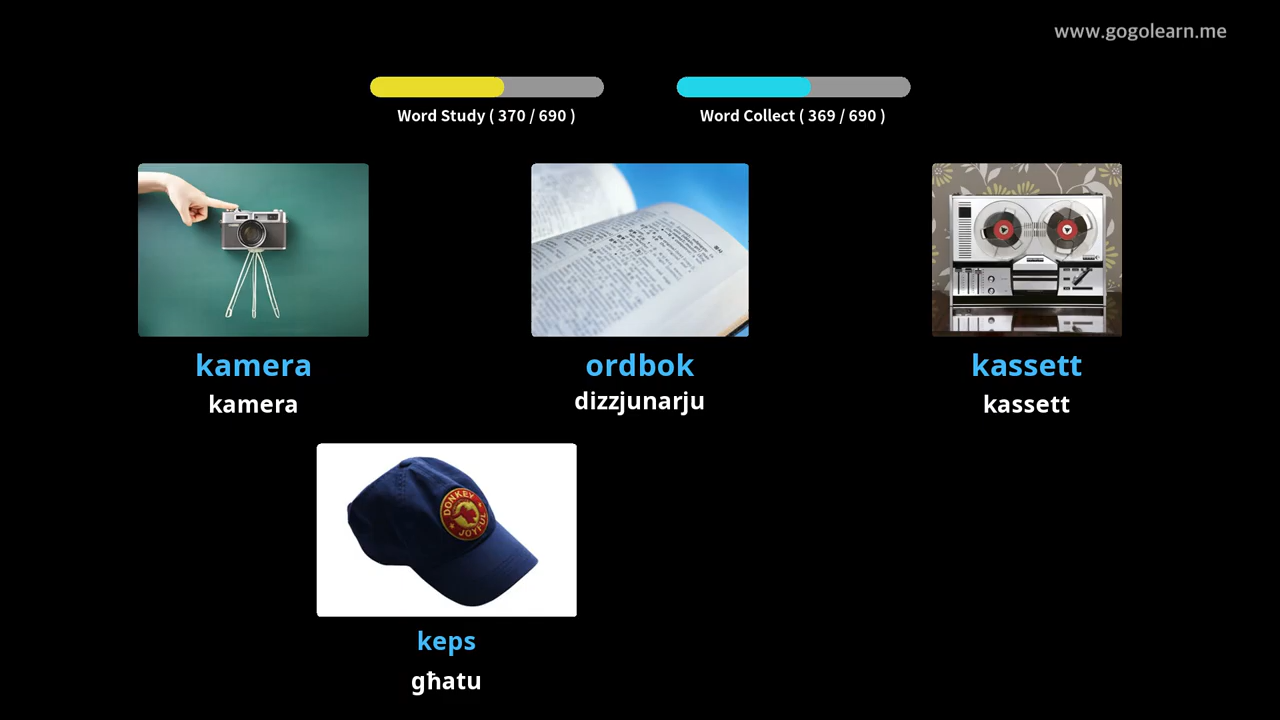 www.gogolearn.me
Word Study ( 370 / 690 )
Word Collect ( 369 / 690 )
kamera
kamera
ordbok
dizzjunarju
kassett
kassett
DONKEY
JOYFUL
keps
għatu